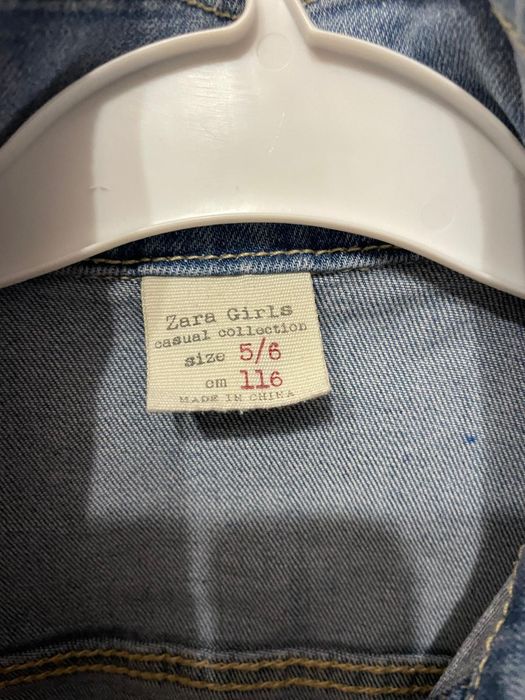 Zara Girls
casual collection
size 5/6
cm 116
MADE IN CHINA